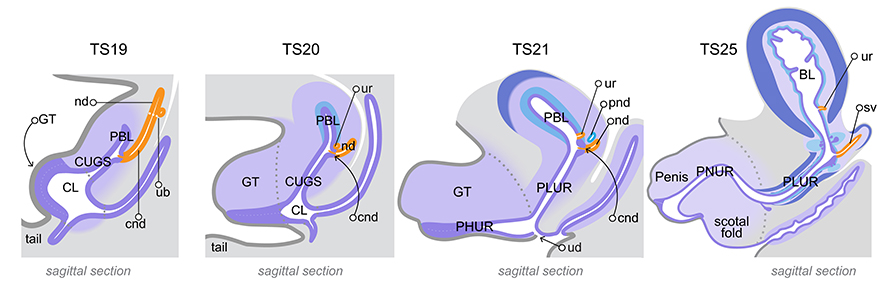 TS19
nd
GT
PBL
CUGS
CL
tail
cnd
ub
sagittal section
TS20
ur
PBL
nd
GT
CUGS
CL
cnd
tail
sagittal section
TS21
ur
pnd
nd
PBL
GT
PLUR
PHUR
cnd
ud
sagittal section
TS25
ur
BL
sv
Penis
PNUR
PLUR
scotal
fold
sagittal section